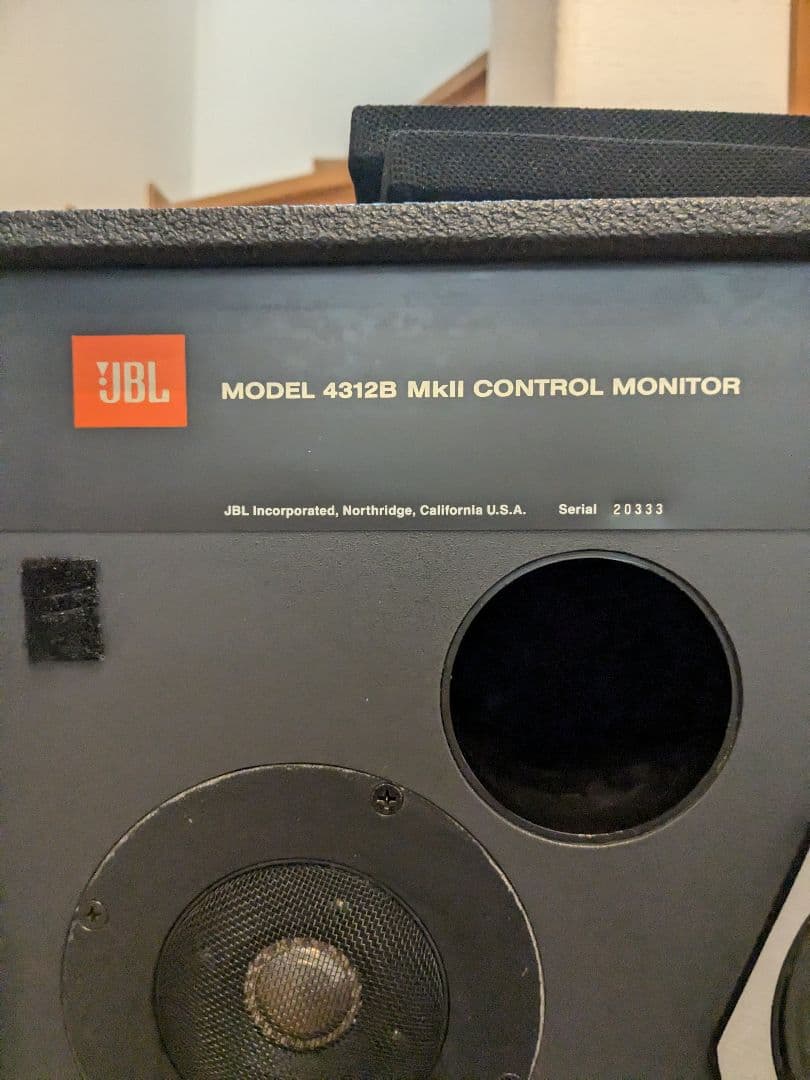 JBL
MODEL 4312B MkII CONTROL MONITOR
JBL Incorporated, Northridge, California U.S.A. Serial 20333